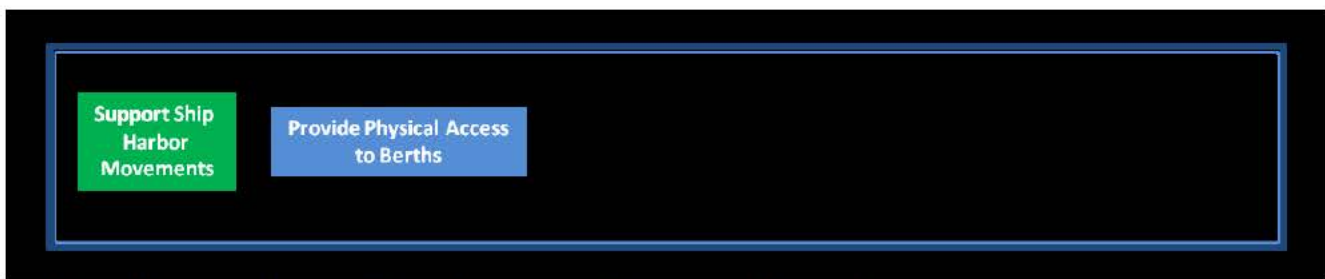 Support Ship
Harbor
Movements
Provide Physical Access
to Berths